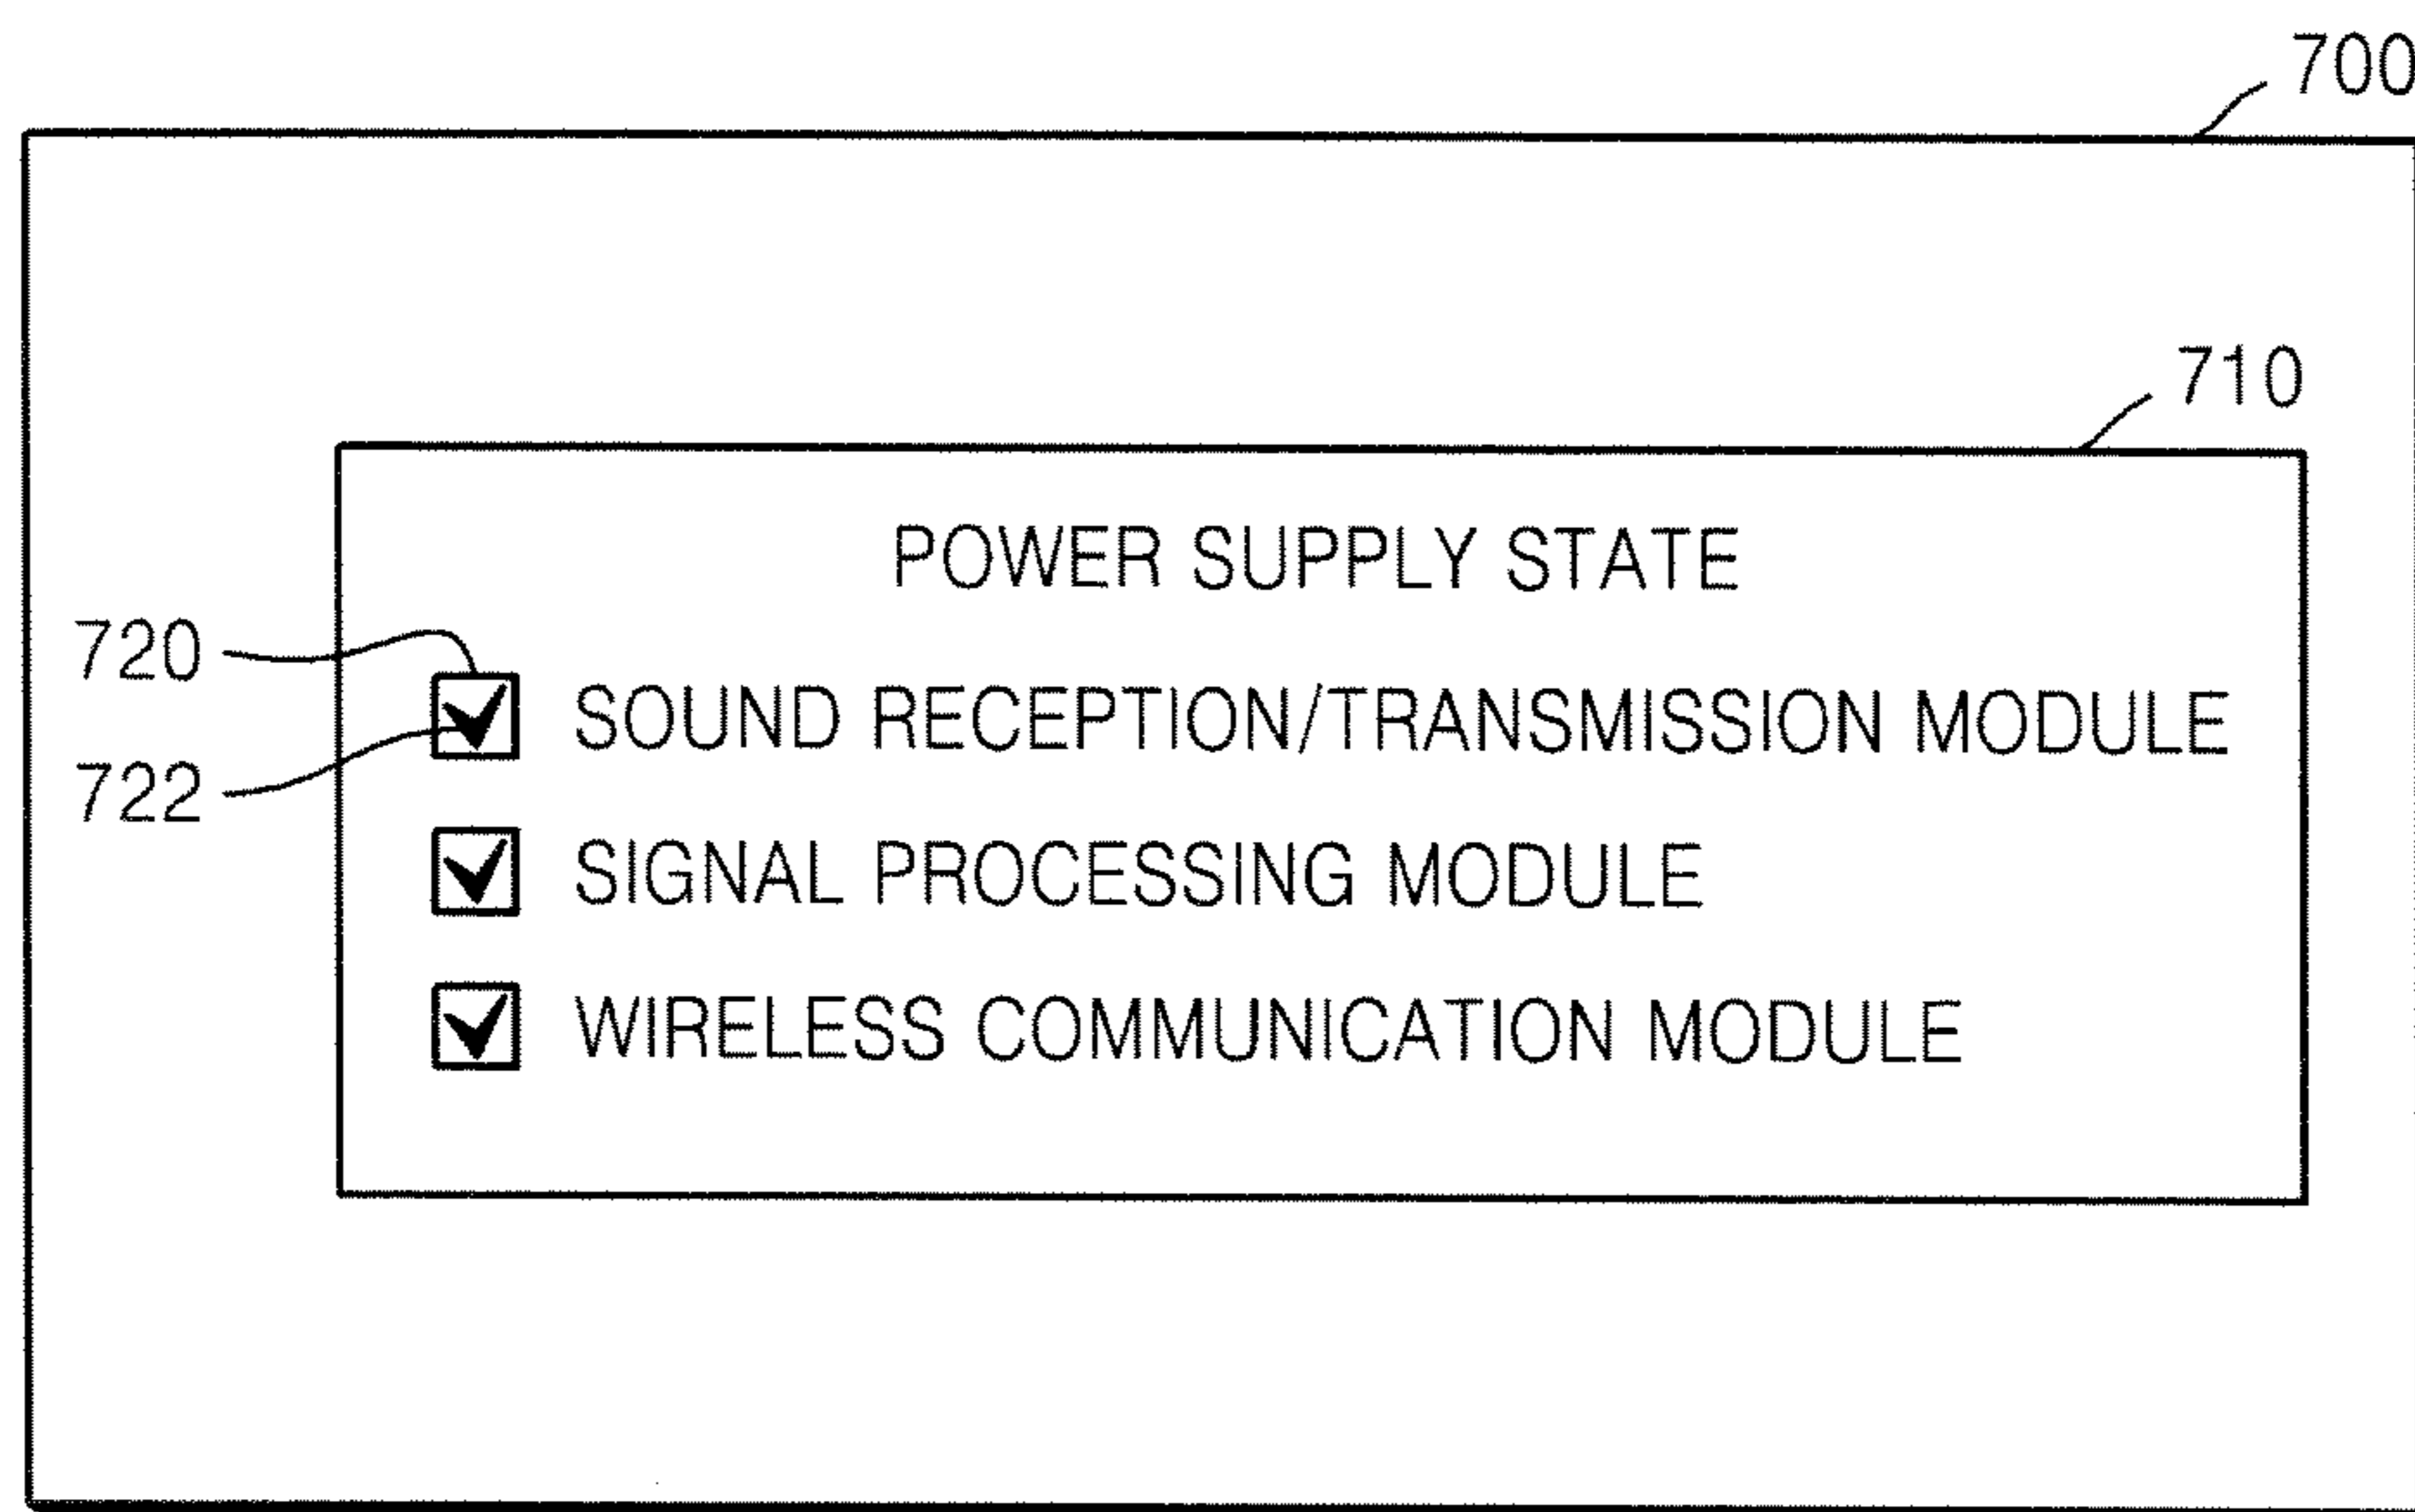 700
710
POWER SUPPLY STATE
720
SOUND RECEPTION/TRANSMISSION MODULE
722
SIGNAL PROCESSING MODULE
WIRELESS COMMUNICATION MODULE